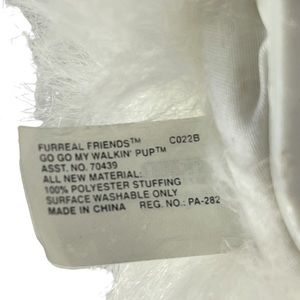 FURREAL FRIENDS™ C022B
GO GO MY WALKIN' PUP™
ASST. NO. 70439
ALL NEW MATERIAL:
100% POLYESTER STUFFING
SURFACE WASHABLE ONLY
MADE IN CHINA REG. NO.: PA-282